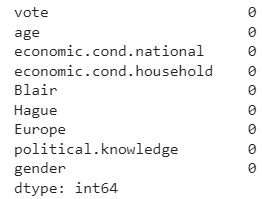 vote 0
age 0
economic.cond.national 0
economic.cond.household 0
Blair 0
Hague 0
Europe 0
political.knowledge 0
gender 0
dtype: int64